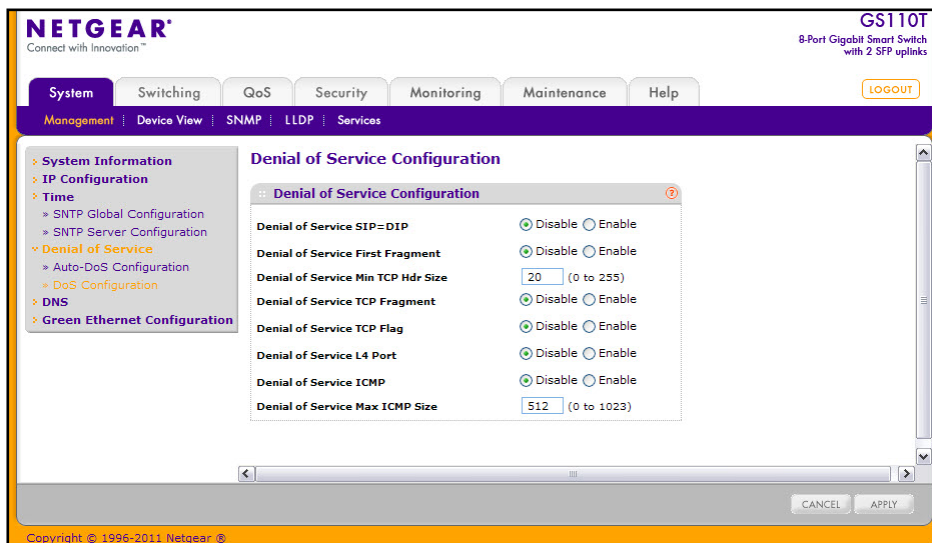 NETGEAR®
Connect with Innovation™
GS110T
8-Port Gigabit Smart Switch
with 2 SFP uplinks
System Switching QoS Security Monitoring Maintenance Help LOGOUT
Management Device View SNMP LLDP Services
System Information
IP Configuration
Time
» SNTP Global Configuration
» SNTP Server Configuration
Denial of Service
» Auto-DoS Configuration
» DoS Configuration
DNS
Green Ethernet Configuration
Denial of Service Configuration
Denial of Service Configuration ?
Denial of Service SIP=DIP Disable Enable
Denial of Service First Fragment Disable Enable
Denial of Service Min TCP Hdr Size 20 (0 to 255)
Denial of Service TCP Fragment Disable Enable
Denial of Service TCP Flag Disable Enable
Denial of Service L4 Port Disable Enable
Denial of Service ICMP Disable Enable
Denial of Service Max ICMP Size 512 (0 to 1023)
CANCEL APPLY
Copyright © 1996-2011 Netgear ®